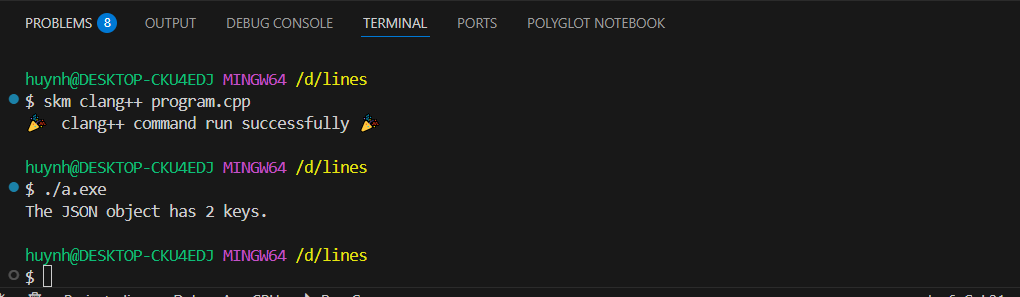 PROBLEMS 8 OUTPUT DEBUG CONSOLE TERMINAL PORTS POLYGLOT NOTEBOOK
huynh@DESKTOP-CKU4EDJ MINGW64 /d/lines
$ skm clang++ program.cpp
🎉 clang++ command run successfully 🎉
huynh@DESKTOP-CKU4EDJ MINGW64 /d/lines
$ ./a.exe
The JSON object has 2 keys.
huynh@DESKTOP-CKU4EDJ MINGW64 /d/lines
$